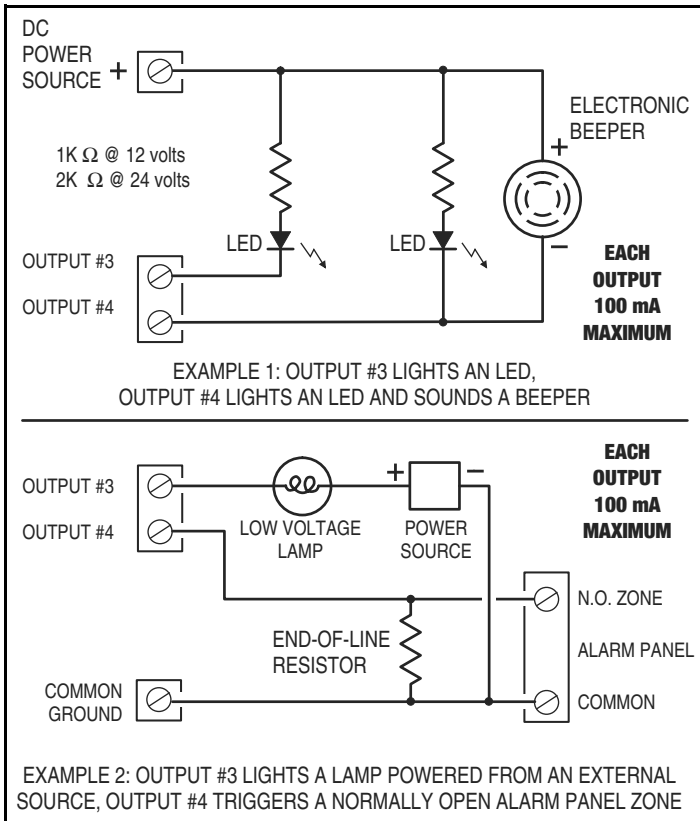 DC
POWER
SOURCE +
ELECTRONIC
BEEPER
+
1K Ω @ 12 volts
2K Ω @ 24 volts
LED
LED
−
OUTPUT #3
OUTPUT #4
EACH
OUTPUT
100 mA
MAXIMUM
EXAMPLE 1: OUTPUT #3 LIGHTS AN LED,
OUTPUT #4 LIGHTS AN LED AND SOUNDS A BEEPER
OUTPUT #3
OUTPUT #4
+ −
LOW VOLTAGE
LAMP
POWER
SOURCE
EACH
OUTPUT
100 mA
MAXIMUM
END-OF-LINE
RESISTOR
N.O. ZONE
ALARM PANEL
COMMON
COMMON
GROUND
EXAMPLE 2: OUTPUT #3 LIGHTS A LAMP POWERED FROM AN EXTERNAL
SOURCE, OUTPUT #4 TRIGGERS A NORMALLY OPEN ALARM PANEL ZONE